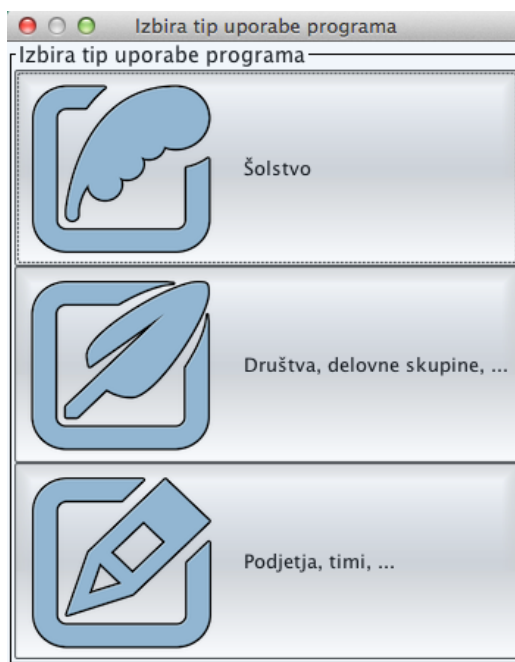 Izbira tip uporabe programa
Izbira tip uporabe programa
Šolstvo
Društva, delovne skupine, ...
Podjetja, timi, ...